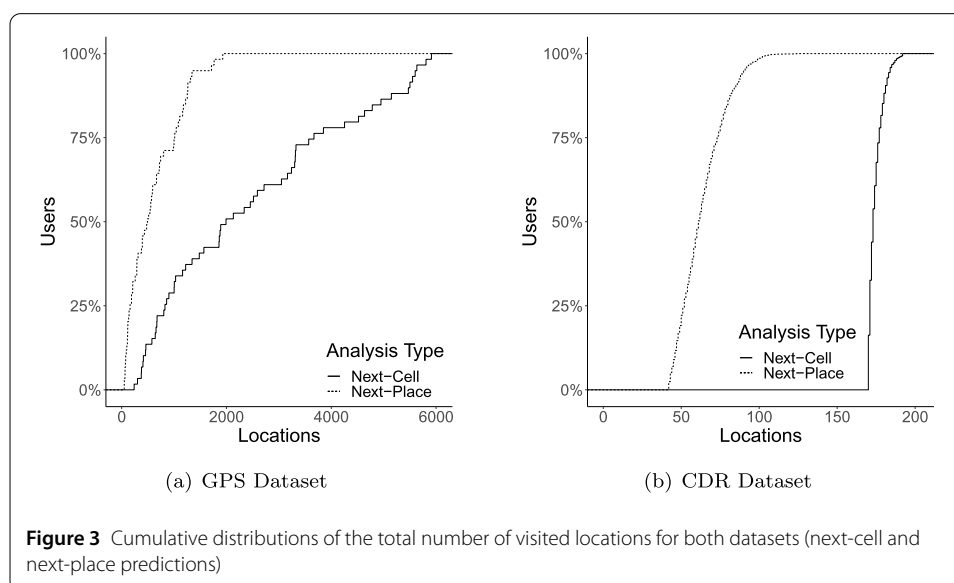 100%
75%
50%
25%
0%
Users
Analysis Type
Next−Cell
Next−Place
0 2000 4000 6000
Locations
(a) GPS Dataset
100%
75%
50%
25%
0%
Users
Analysis Type
Next−Cell
Next−Place
0 50 100 150 200
Locations
(b) CDR Dataset
Figure 3 Cumulative distributions of the total number of visited locations for both datasets (next-cell and
next-place predictions)